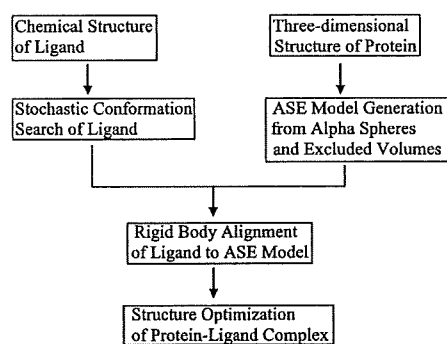 Chemical Structure
of Ligand
Three-dimensional
Structure of Protein
Stochastic Conformation
Search of Ligand
ASE Model Generation
from Alpha Spheres
and Excluded Volumes
Rigid Body Alignment
of Ligand to ASE Model
Structure Optimization
of Protein-Ligand Complex